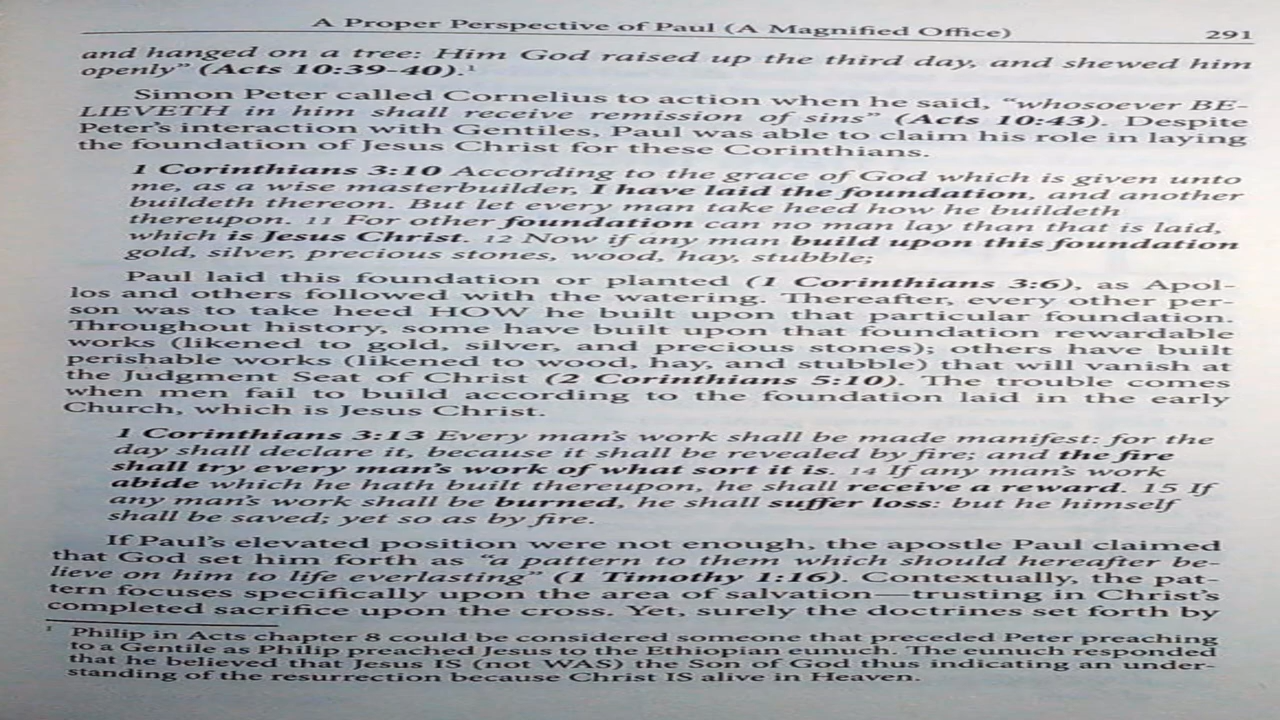 A Proper Perspective of Paul (A Magnified Office) 291
and hanged on a tree: Him God raised up the third day, and shewed him
openly” (Acts 10:39-40).¹
Simon Peter called Cornelius to action when he said, “whosoever BE-
LIEVETH in him shall receive remission of sins” (Acts 10:43). Despite
Peter’s interaction with Gentiles, Paul was able to claim his role in laying
the foundation of Jesus Christ for these Corinthians.
1 Corinthians 3:10 According to the grace of God which is given unto
me, as a wise masterbuilder, I have laid the foundation, and another
buildeth thereon. But let every man take heed how he buildeth
thereupon. 11 For other foundation can no man lay than that is laid,
which is Jesus Christ. 12 Now if any man build upon this foundation
gold, silver, precious stones, wood, hay, stubble;
Paul laid this foundation or planted (1 Corinthians 3:6), as Apol-
los and others followed with the watering. Thereafter, every other per-
son was to take heed HOW he built upon that particular foundation.
Throughout history, some have built upon that foundation rewardable
works (likened to gold, silver, and precious stones); others have built
perishable works (likened to wood, hay, and stubble) that will vanish at
the Judgment Seat of Christ (2 Corinthians 5:10). The trouble comes
when men fail to build according to the foundation laid in the early
Church, which is Jesus Christ.
1 Corinthians 3:13 Every man’s work shall be made manifest: for the
day shall declare it, because it shall be revealed by fire; and the fire
shall try every man’s work of what sort it is. 14 If any man’s work
abide which he hath built thereupon, he shall receive a reward. 15 If
any man’s work shall be burned, he shall suffer loss: but he himself
shall be saved; yet so as by fire.
If Paul’s elevated position were not enough, the apostle Paul claimed
that God set him forth as “a pattern to them which should hereafter be-
lieve on him to life everlasting” (1 Timothy 1:16). Contextually, the pat-
tern focuses specifically upon the area of salvation—trusting in Christ’s
completed sacrifice upon the cross. Yet, surely the doctrines set forth by
¹ Philip in Acts chapter 8 could be considered someone that preceded Peter preaching
to a Gentile as Philip preached Jesus to the Ethiopian eunuch. The eunuch responded
that he believed that Jesus IS (not WAS) the Son of God thus indicating an under-
standing of the resurrection because Christ IS alive in Heaven.